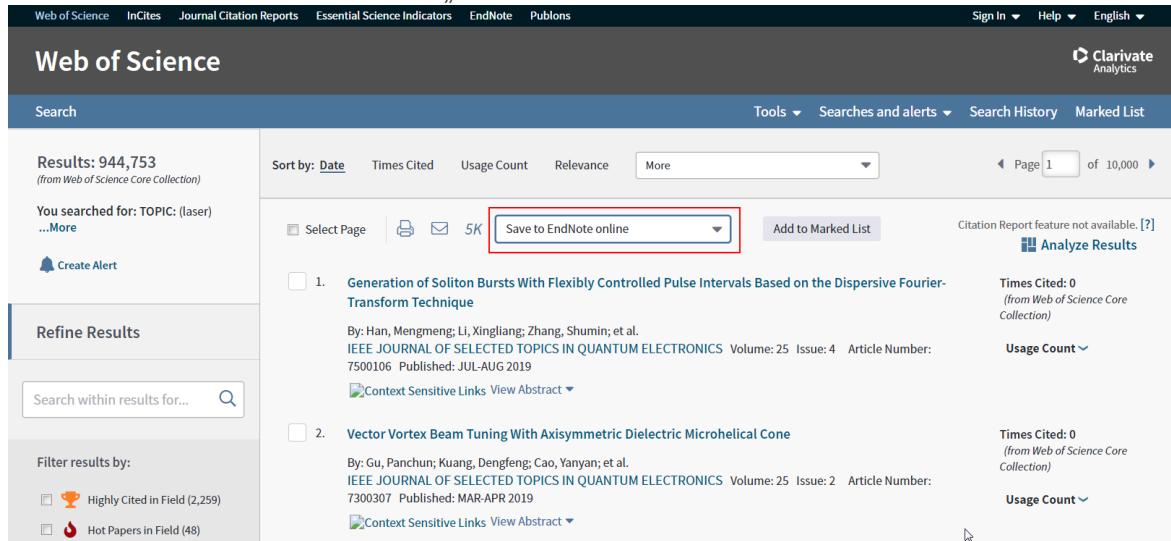 Web of Science InCites Journal Citation Reports Essential Science Indicators EndNote Publons Sign In Help English
Web of Science
Clarivate
Analytics
Search Tools Searches and alerts Search History Marked List
Results: 944,753
(from Web of Science Core Collection)
Sort by: Date Times Cited Usage Count Relevance More Page 1 of 10,000
You searched for: TOPIC: (laser)
...More
Select Page 5K Save to EndNote online Add to Marked List
Citation Report feature not available. [?]
Analyze Results
Create Alert
Refine Results
Search within results for...
Filter results by:
Highly Cited in Field (2,259)
Hot Papers in Field (48)
1. Generation of Soliton Bursts With Flexibly Controlled Pulse Intervals Based on the Dispersive Fourier-
Transform Technique
By: Han, Mengmeng; Li, Xingliang; Zhang, Shumin; et al.
IEEE JOURNAL OF SELECTED TOPICS IN QUANTUM ELECTRONICS Volume: 25 Issue: 4 Article Number:
7500106 Published: JUL-AUG 2019
Context Sensitive Links View Abstract
Times Cited: 0
(from Web of Science Core
Collection)
Usage Count
2. Vector Vortex Beam Tuning With Axisymmetric Dielectric Microhelical Cone
By: Gu, Panchun; Kuang, Dengfeng; Cao, Yanyan; et al.
IEEE JOURNAL OF SELECTED TOPICS IN QUANTUM ELECTRONICS Volume: 25 Issue: 2 Article Number:
7300307 Published: MAR-APR 2019
Context Sensitive Links View Abstract
Times Cited: 0
(from Web of Science Core
Collection)
Usage Count